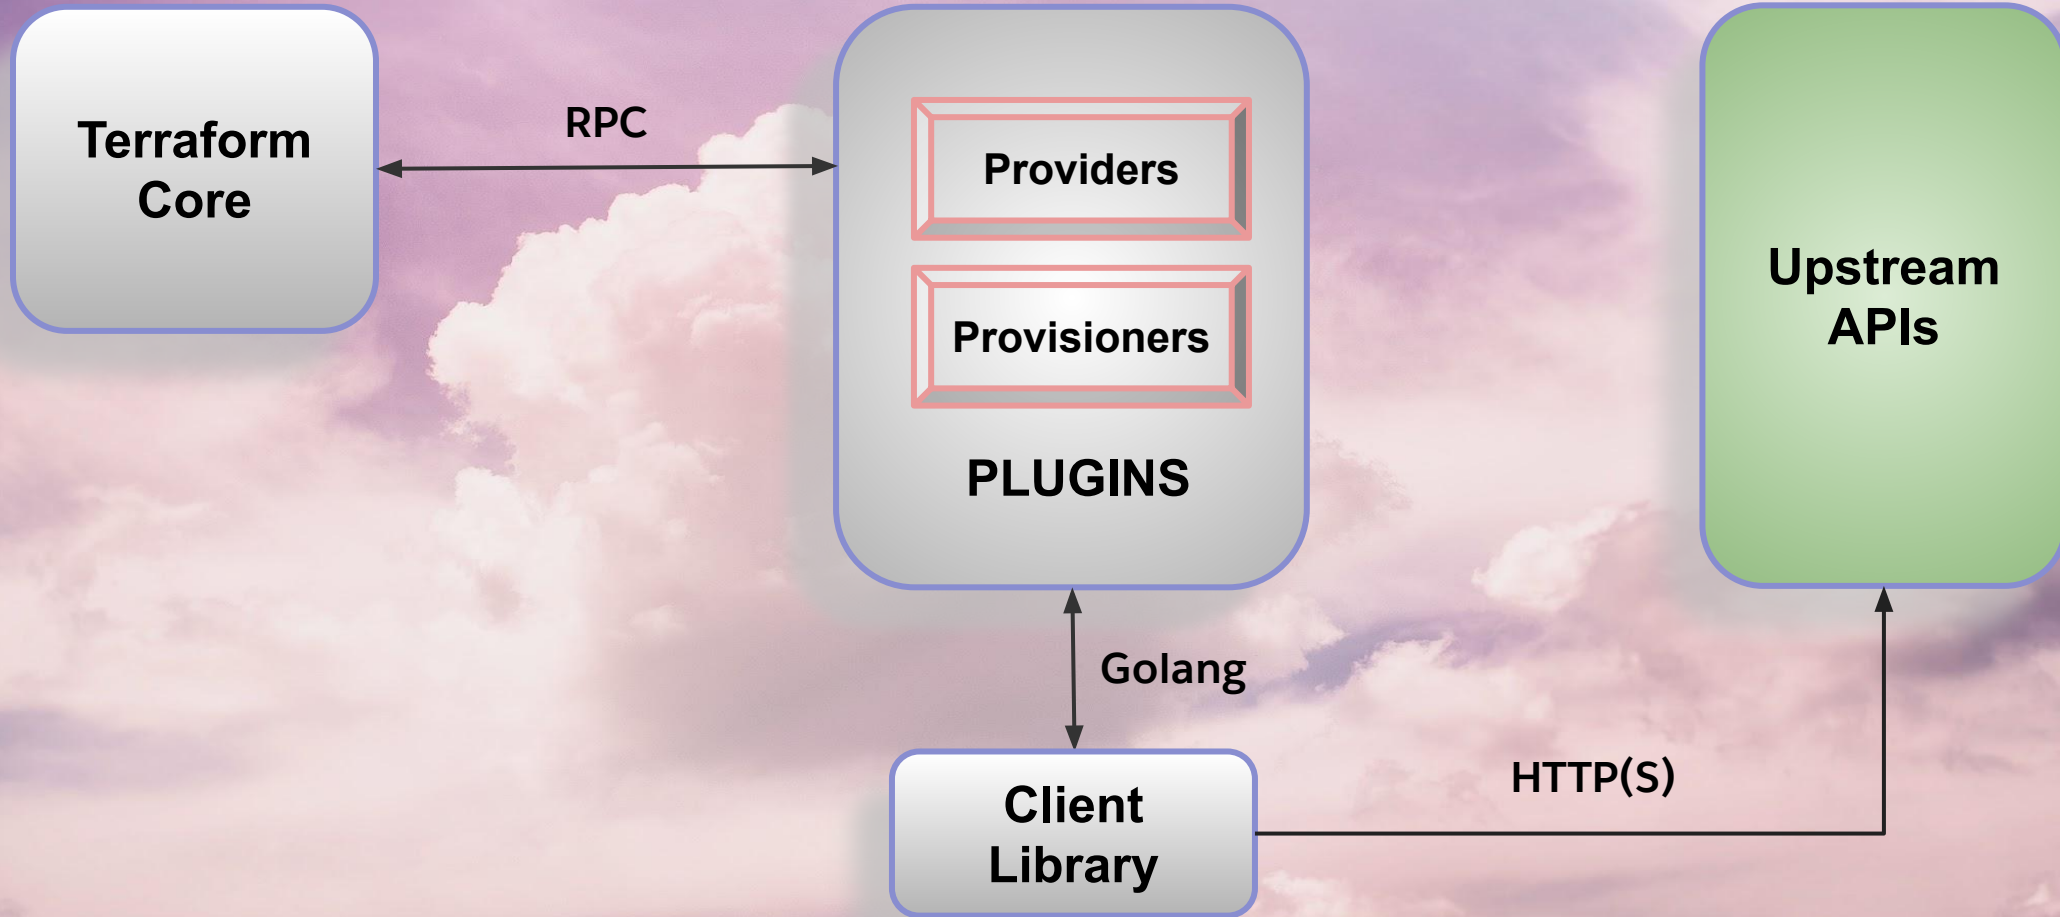 Terraform
Core
RPC
Providers
Provisioners
PLUGINS
Upstream
APIs
Golang
Client
Library
HTTP(S)